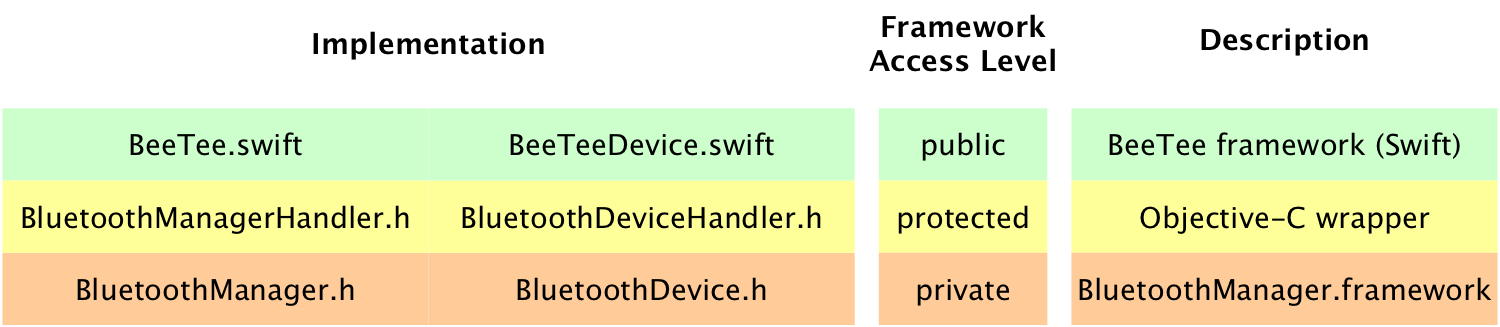 Implementation
Framework
Access Level
Description
BeeTee.swift BeeTeeDevice.swift public BeeTee framework (Swift)
BluetoothManagerHandler.h BluetoothDeviceHandler.h protected Objective-C wrapper
BluetoothManager.h BluetoothDevice.h private BluetoothManager.framework